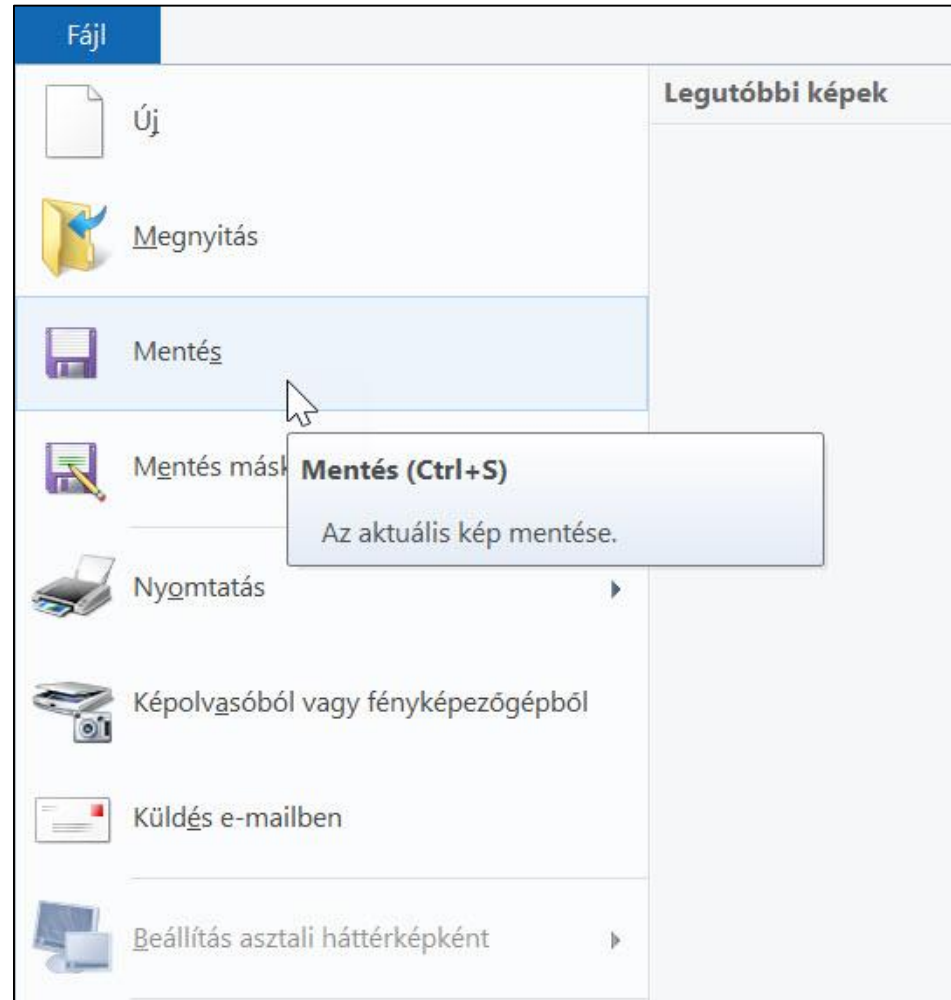 Fájl
Legutóbbi képek
Új
Megnyitás
Mentés
Mentés másk
Mentés (Ctrl+S)
Az aktuális kép mentése.
Nyomtatás
Képolvasóból vagy fényképezőgépből
Küldés e-mailben
Beállítás asztali háttérképként